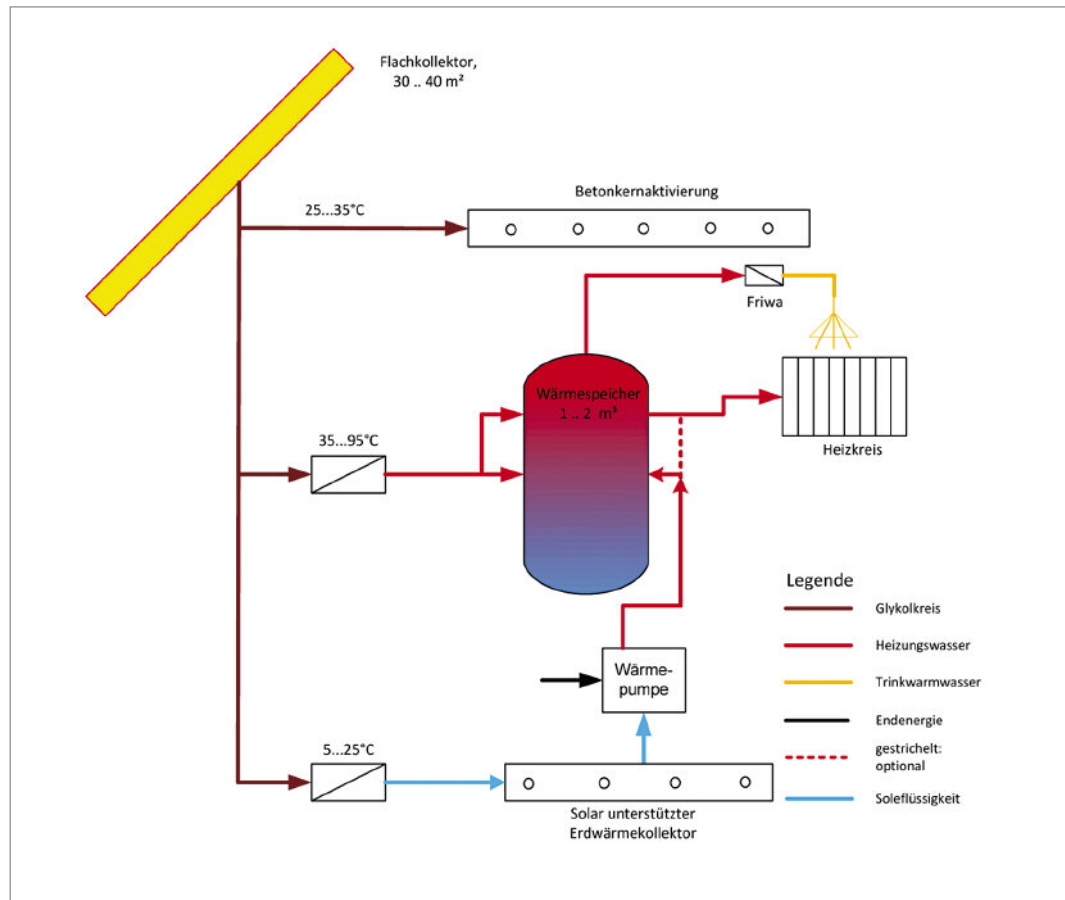 Flachkollektor,
30 .. 40 m²
Betonkernaktivierung
25...35°C
Friwa
Wärmespeicher
1 .. 2 m³
35...95°C
Heizkreis
Legende
Glykolkreis
Heizungswasser
Wärme-
pumpe
Trinkwarmwasser
Endenergie
5...25°C
gestrichelt:
optional
Soleflüssigkeit
Solar unterstützter
Erdwärmekollektor